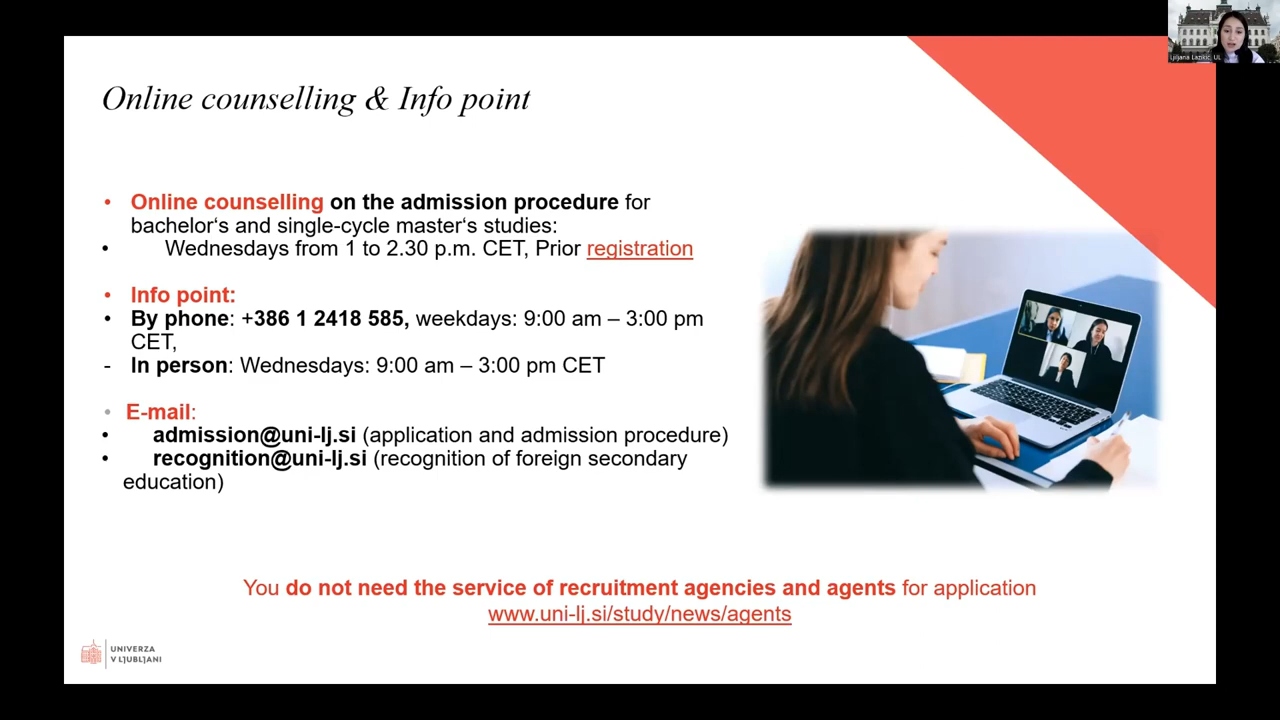 Ljiljana Lazikić, UL
Online counselling & Info point
• Online counselling on the admission procedure for
bachelor‘s and single-cycle master‘s studies:
• Wednesdays from 1 to 2.30 p.m. CET, Prior registration
• Info point:
• By phone: +386 1 2418 585, weekdays: 9:00 am – 3:00 pm
CET,
- In person: Wednesdays: 9:00 am – 3:00 pm CET
• E-mail:
• admission@uni-lj.si (application and admission procedure)
• recognition@uni-lj.si (recognition of foreign secondary
education)
You do not need the service of recruitment agencies and agents for application
www.uni-lj.si/study/news/agents
UNIVERZA
V LJUBLJANI